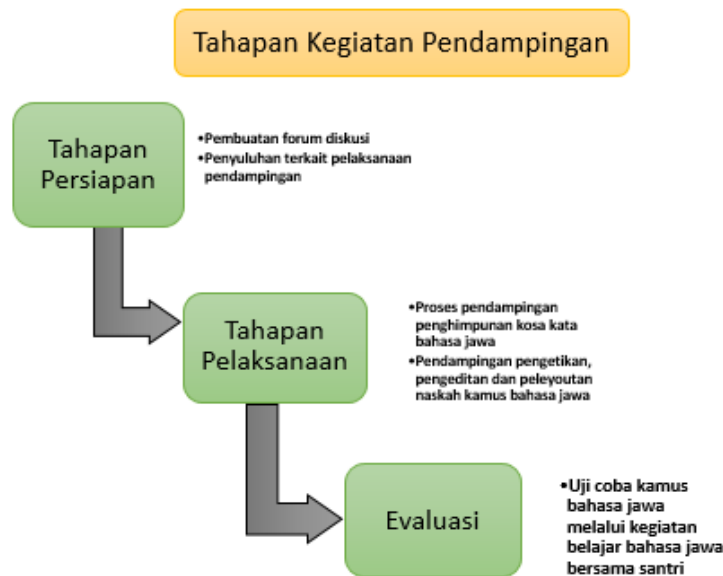 Tahapan Kegiatan Pendampingan
Tahapan
Persiapan
•Pembuatan forum diskusi
•Penyuluhan terkait pelaksanaan
pendampingan
Tahapan
Pelaksanaan
•Proses pendampingan
penghimpunan kosa kata
bahasa jawa
•Pendampingan pengetikan,
pengeditan dan peleyoutan
naskah kamus bahasa jawa
Evaluasi
•Uji coba kamus
bahasa jawa
melalui kegiatan
belajar bahasa jawa
bersama santri